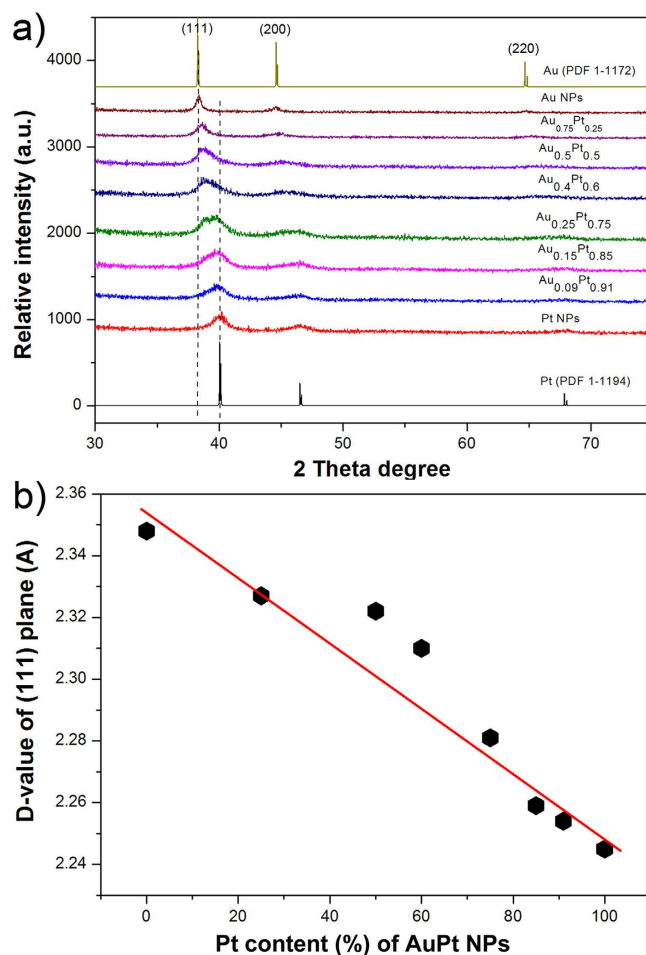 a)
(111)
(200)
(220)
4000
3000
2000
1000
0
Relative intensity (a.u.)
Au (PDF 1-1172)
Au NPs
Au0.75Pt0.25
Au0.5Pt0.5
Au0.4Pt0.6
Au0.25Pt0.75
Au0.15Pt0.85
Au0.09Pt0.91
Pt NPs
Pt (PDF 1-1194)
30 40 50 60 70
2 Theta degree
b)
2.36
2.34
2.32
2.30
2.28
2.26
2.24
D-value of (111) plane (A)
0 20 40 60 80 100
Pt content (%) of AuPt NPs